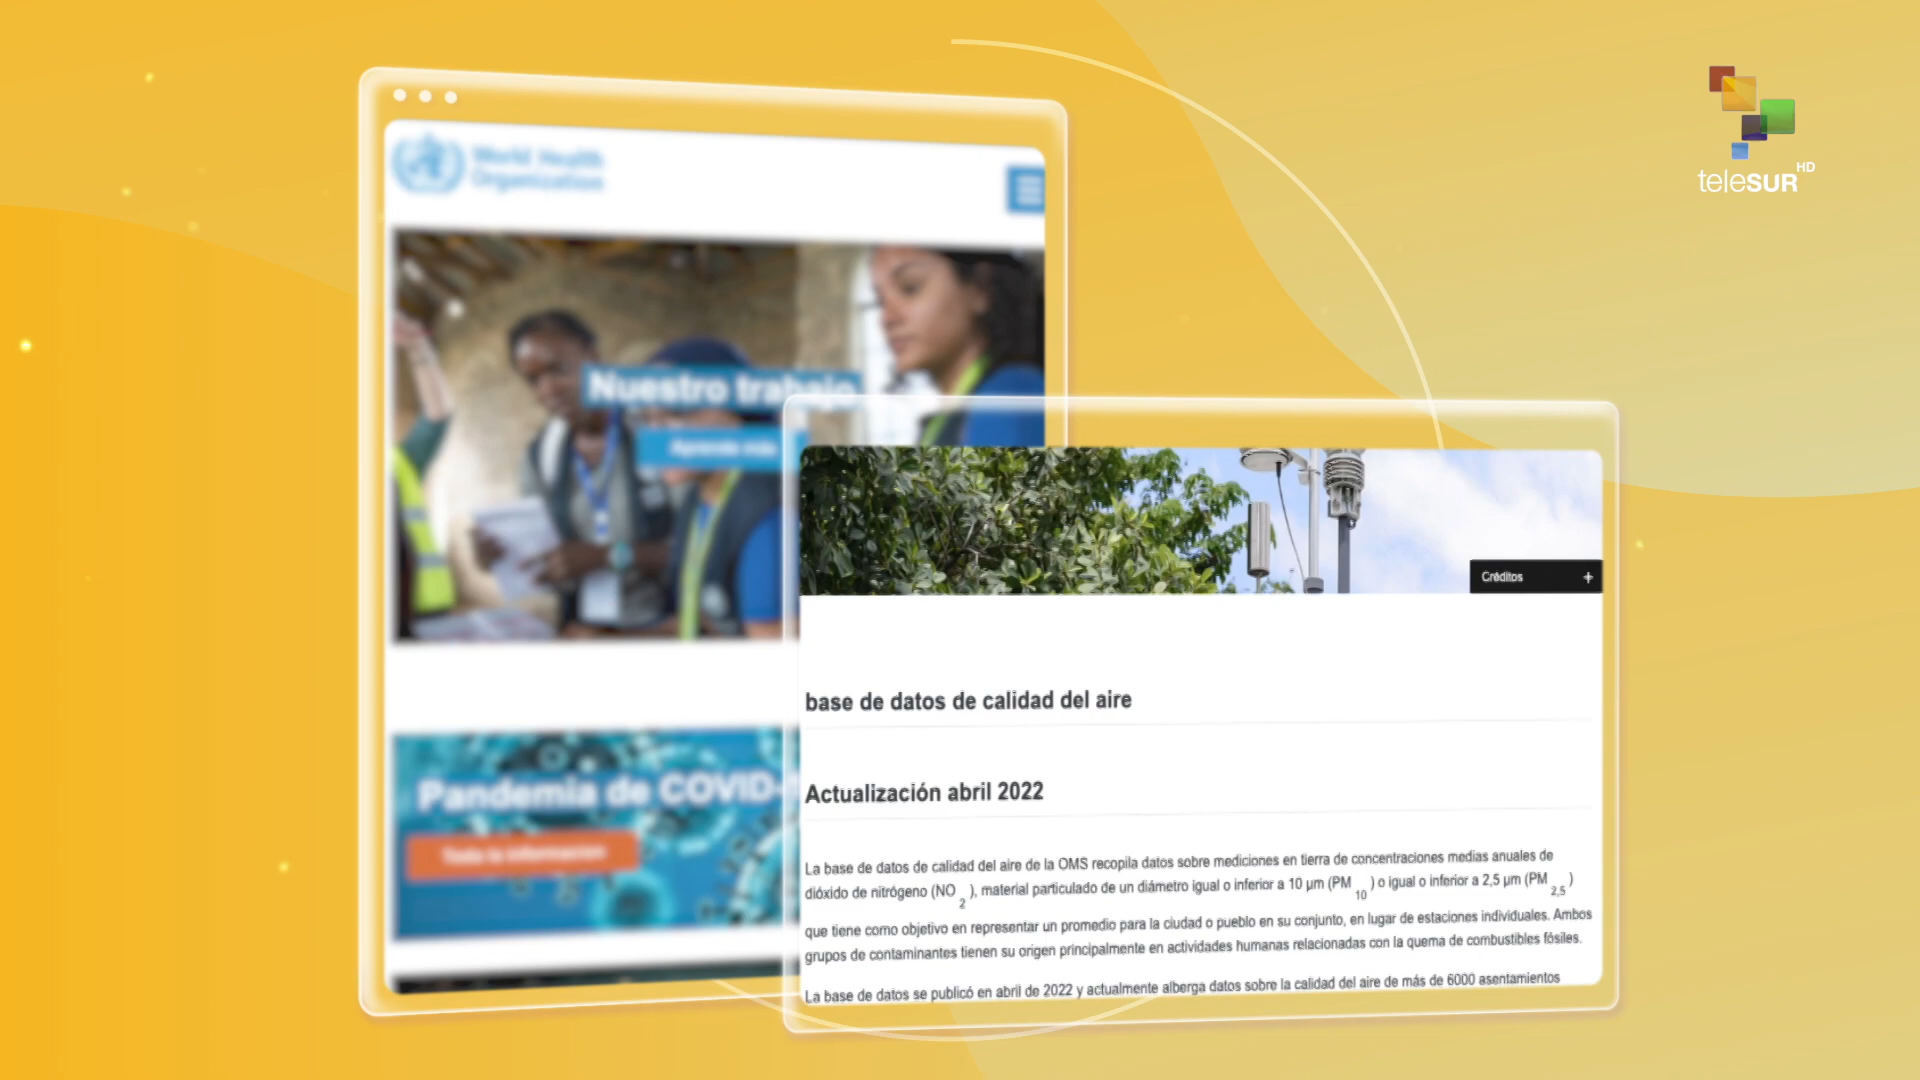 World Health
Organization
Nuestro trabajo
Aprende más
Pandemia de COVID-
Toda la información
teleSUR HD
Créditos +
base de datos de calidad del aire
Actualización abril 2022
La base de datos de calidad del aire de la OMS recopila datos sobre mediciones en tierra de concentraciones medias anuales de
dióxido de nitrógeno (NO 2 ), material particulado de un diámetro igual o inferior a 10 μm (PM 10 ) o igual o inferior a 2,5 μm (PM 2,5 )
que tiene como objetivo en representar un promedio para la ciudad o pueblo en su conjunto, en lugar de estaciones individuales. Ambos
grupos de contaminantes tienen su origen principalmente en actividades humanas relacionadas con la quema de combustibles fósiles.
La base de datos se publicó en abril de 2022 y actualmente alberga datos sobre la calidad del aire de más de 6000 asentamientos